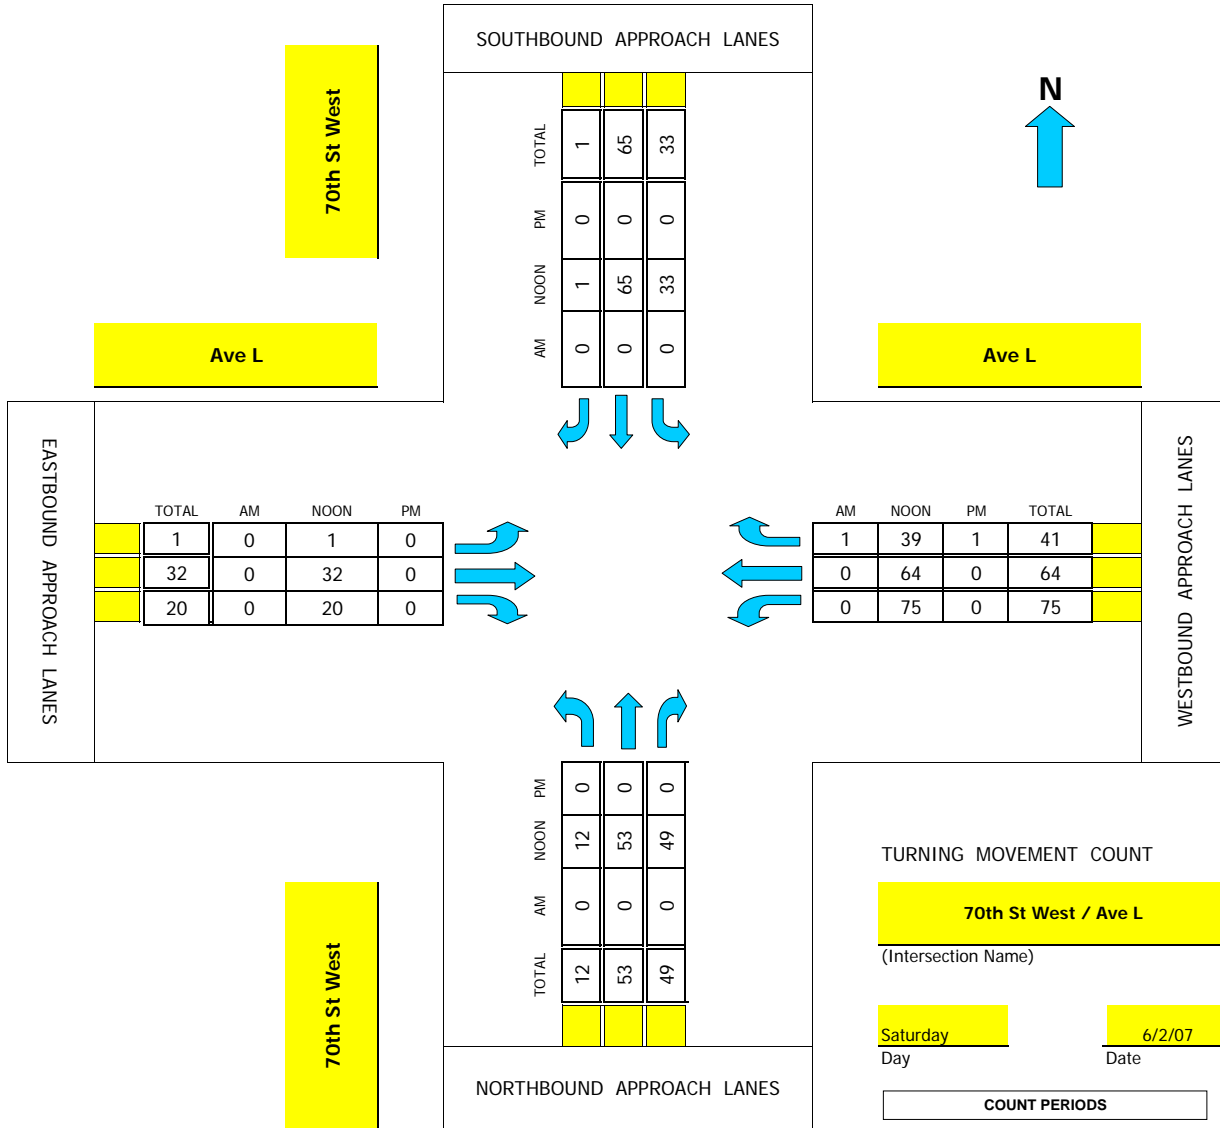 SOUTHBOUND APPROACH LANES
N
70th St West
TOTAL 1 65 33
PM 0 0 0
NOON 1 65 33
AM 0 0 0
Ave L
Ave L
EASTBOUND APPROACH LANES
TOTAL AM NOON PM
1 0 1 0
32 0 32 0
20 0 20 0
AM NOON PM TOTAL
1 39 1 41
0 64 0 64
0 75 0 75
WESTBOUND APPROACH LANES
PM 0 0 0
NOON 12 53 49
AM 0 0 0
TOTAL 12 53 49
70th St West
NORTHBOUND APPROACH LANES
TURNING MOVEMENT COUNT
70th St West / Ave L
(Intersection Name)
Saturday 6/2/07
Day Date
COUNT PERIODS